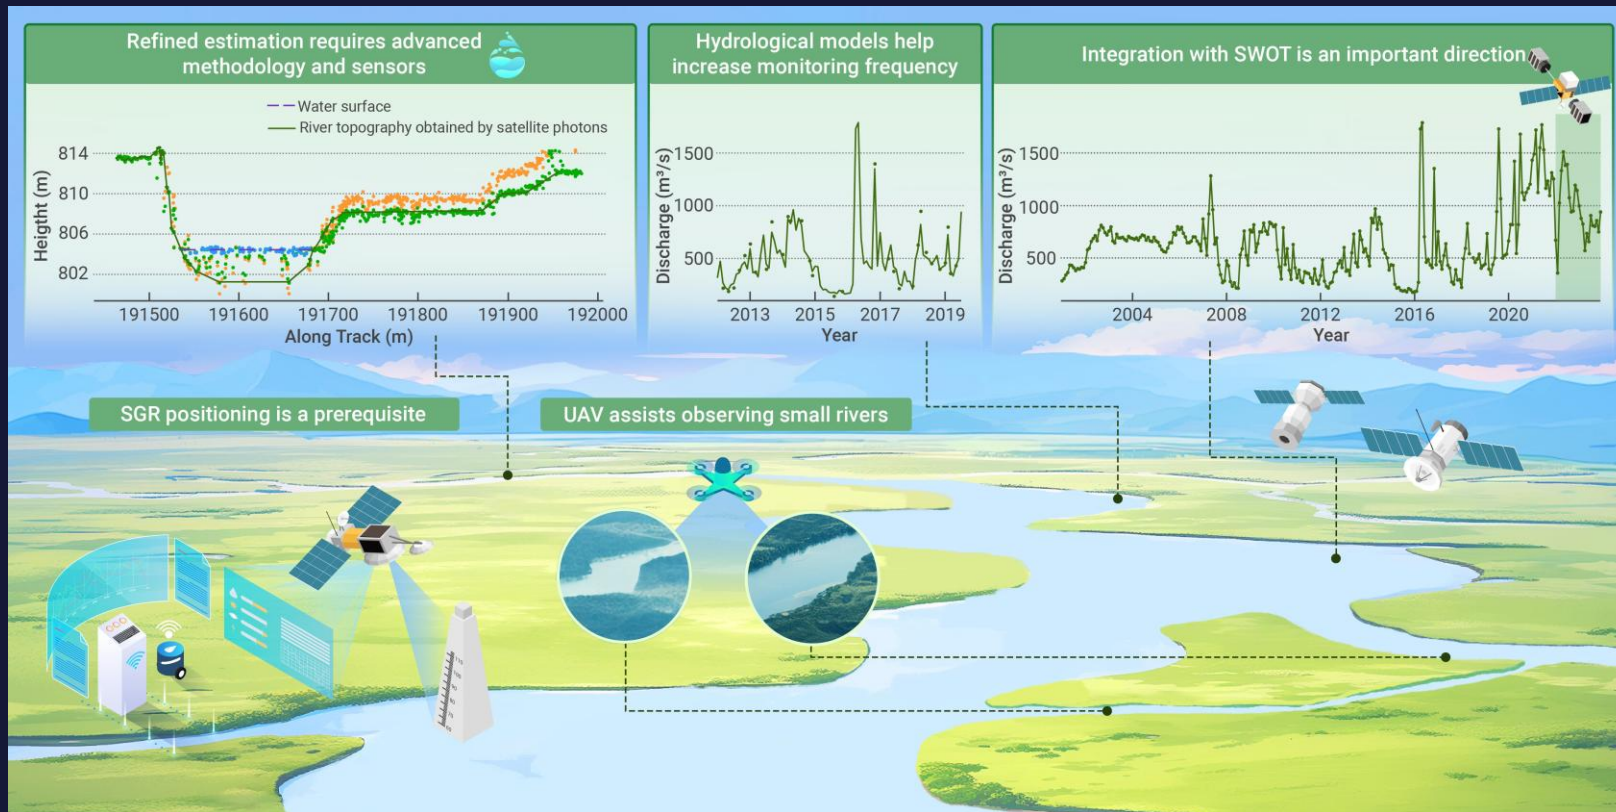 Refined estimation requires advanced
methodology and sensors
Water surface
River topography obtained by satellite photons
Heigtht (m)
814
810
806
802
191500
191600
191700
191800
191900
192000
Along Track (m)
Hydrological models help
increase monitoring frequency
Discharge (m³/s)
1500
1000
500
2013
2015
2017
2019
Year
Integration with SWOT is an important direction
Discharge (m³/s)
1500
1000
500
2004
2008
2012
2016
2020
Year
SGR positioning is a prerequisite
UAV assists observing small rivers